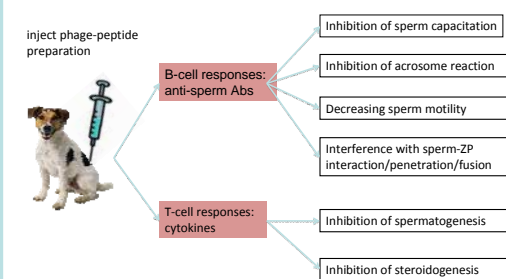 inject phage-peptide
preparation
B-cell responses:
anti-sperm Abs
T-cell responses:
cytokines
Inhibition of sperm capacitation
Inhibition of acrosome reaction
Decreasing sperm motility
Interference with sperm-ZP
interaction/penetration/fusion
Inhibition of spermatogenesis
Inhibition of steroidogenesis